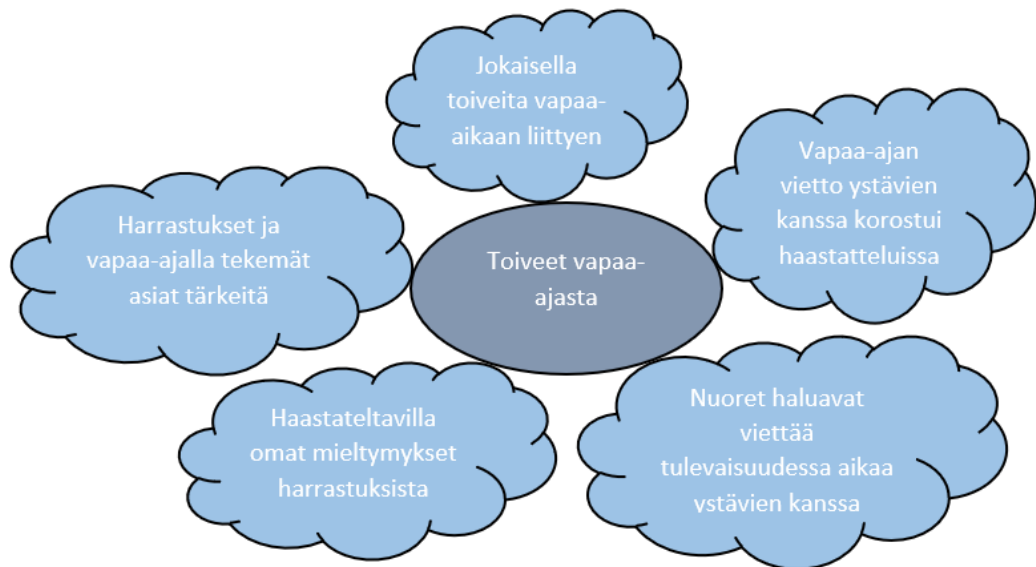 Jokaisella
toiveita vapaa-
aikaan liittyen
Vapaa-ajan
vietto ystävien
kanssa korostui
haastatteluissa
Harrastukset ja
vapaa-ajalla tekemät
asiat tärkeitä
Toiveet vapaa-
ajasta
Haastateltavilla
omat mieltymykset
harrastuksista
Nuoret haluavat
viettää
tulevaisuudessa aikaa
ystävien kanssa